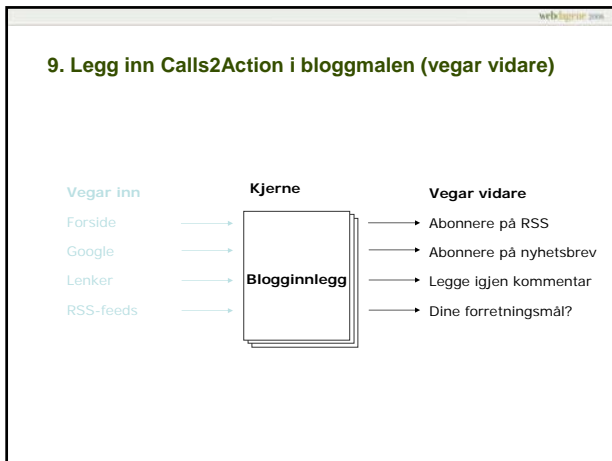 webdagene 2006
9. Legg inn Calls2Action i bloggmalen (vegar vidare)
Vegar inn
Forside
Google
Lenker
RSS-feeds
Kjerne
Blogginnlegg
Vegar vidare
Abonnere på RSS
Abonnere på nyhetsbrev
Legge igjen kommentar
Dine forretningsmål?